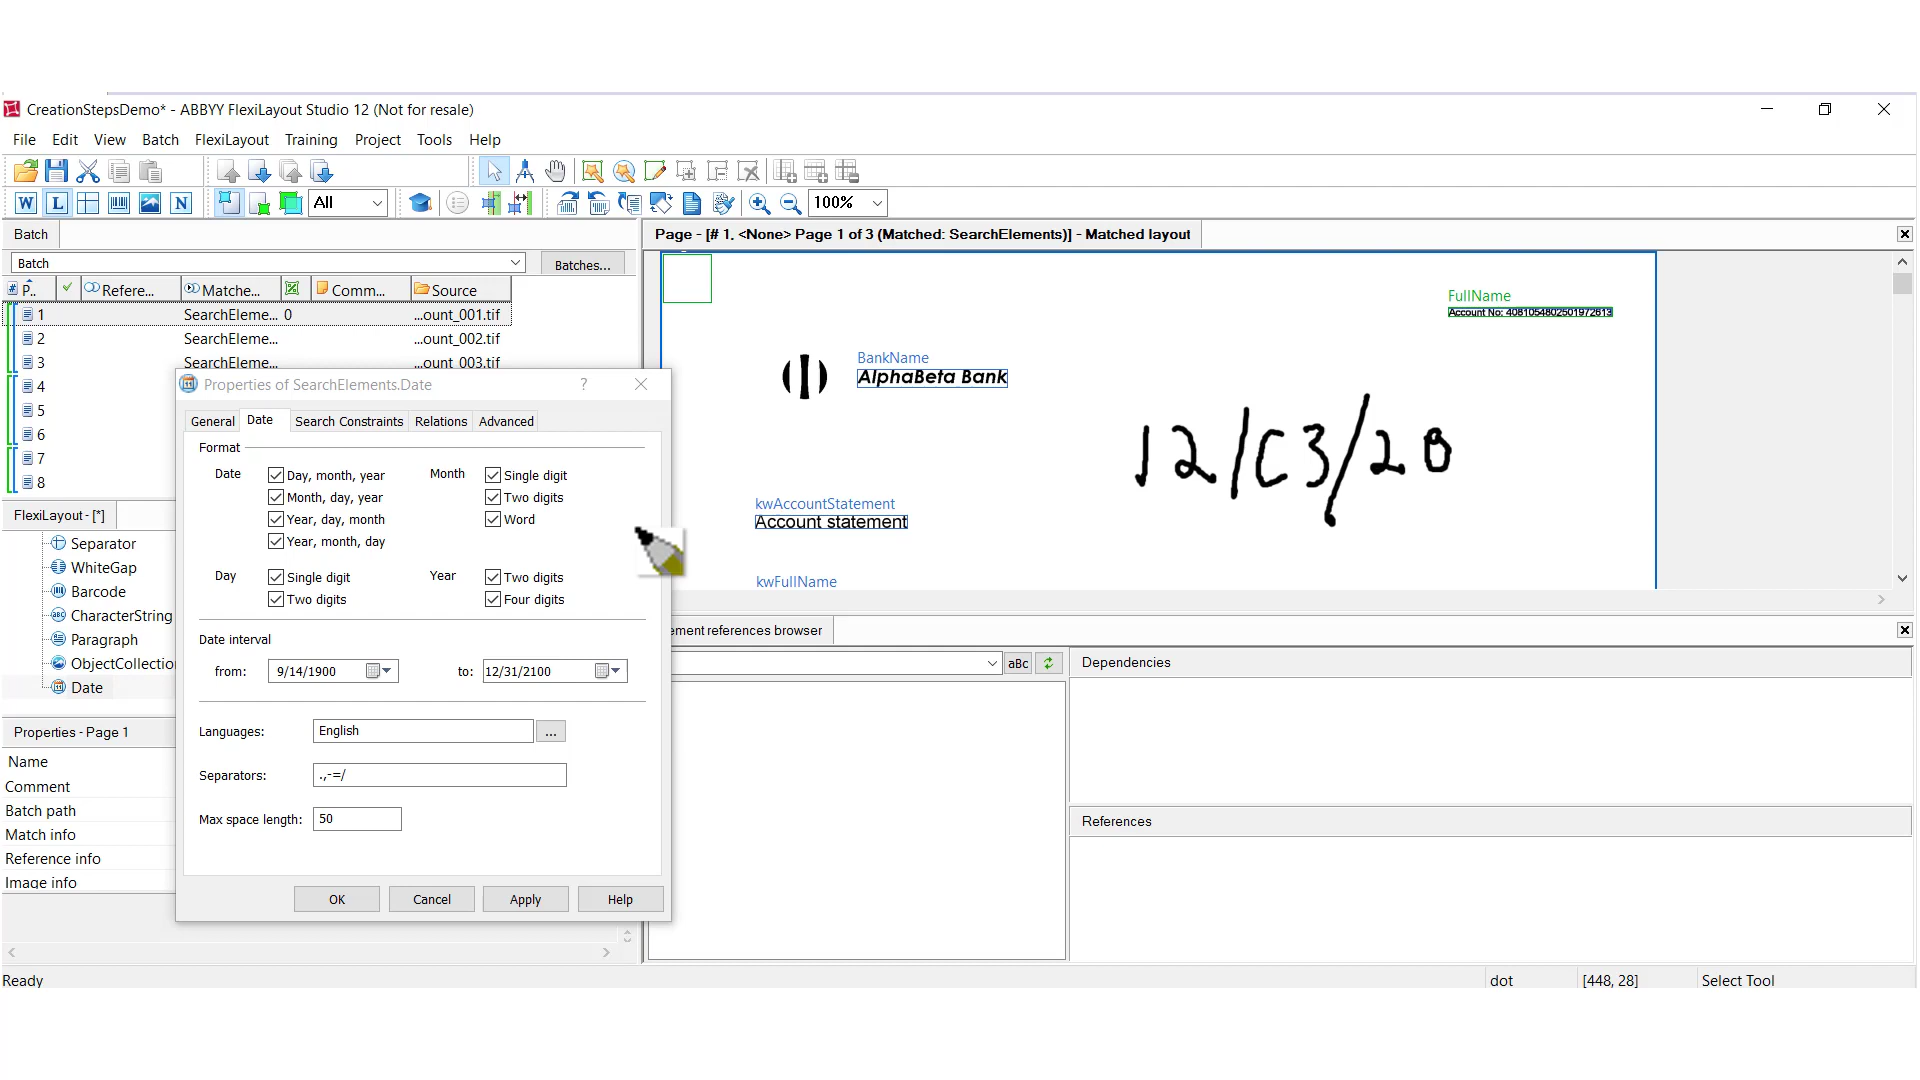 CreationStepsDemo* - ABBYY FlexiLayout Studio 12 (Not for resale)
File Edit View Batch FlexiLayout Training Project Tools Help
W L N All 100%
Batch
Page - [# 1. <None> Page 1 of 3 (Matched: SearchElements)] - Matched layout
Batch Batches...
# P.. Refere... Matche... Comm... Source
1 SearchEleme... 0 ...ount_001.tif
2 SearchEleme... ...ount_002.tif
3 SearchEleme... ...ount_003.tif
4
5
6
7
8
FullName
Account No: 4081054802501972613
BankName
AlphaBeta Bank
12/C3/20
kwAccountStatement
Account statement
kwFullName
FlexiLayout - [*]
Separator
WhiteGap
Barcode
CharacterString
Paragraph
ObjectCollectio
Date
Properties - Page 1
Name
Comment
Batch path
Match info
Reference info
Image info
Properties of SearchElements.Date ?
General Date Search Constraints Relations Advanced
Format
Date Day, month, year Month Single digit
Month, day, year Two digits
Year, day, month Word
Year, month, day
Day Single digit Year Two digits
Two digits Four digits
Date interval
from: 9/14/1900 to: 12/31/2100
Languages: English ...
Separators: .,-=/
Max space length: 50
OK Cancel Apply Help
ement references browser
aBc Dependencies
References
Ready dot [448, 28] Select Tool